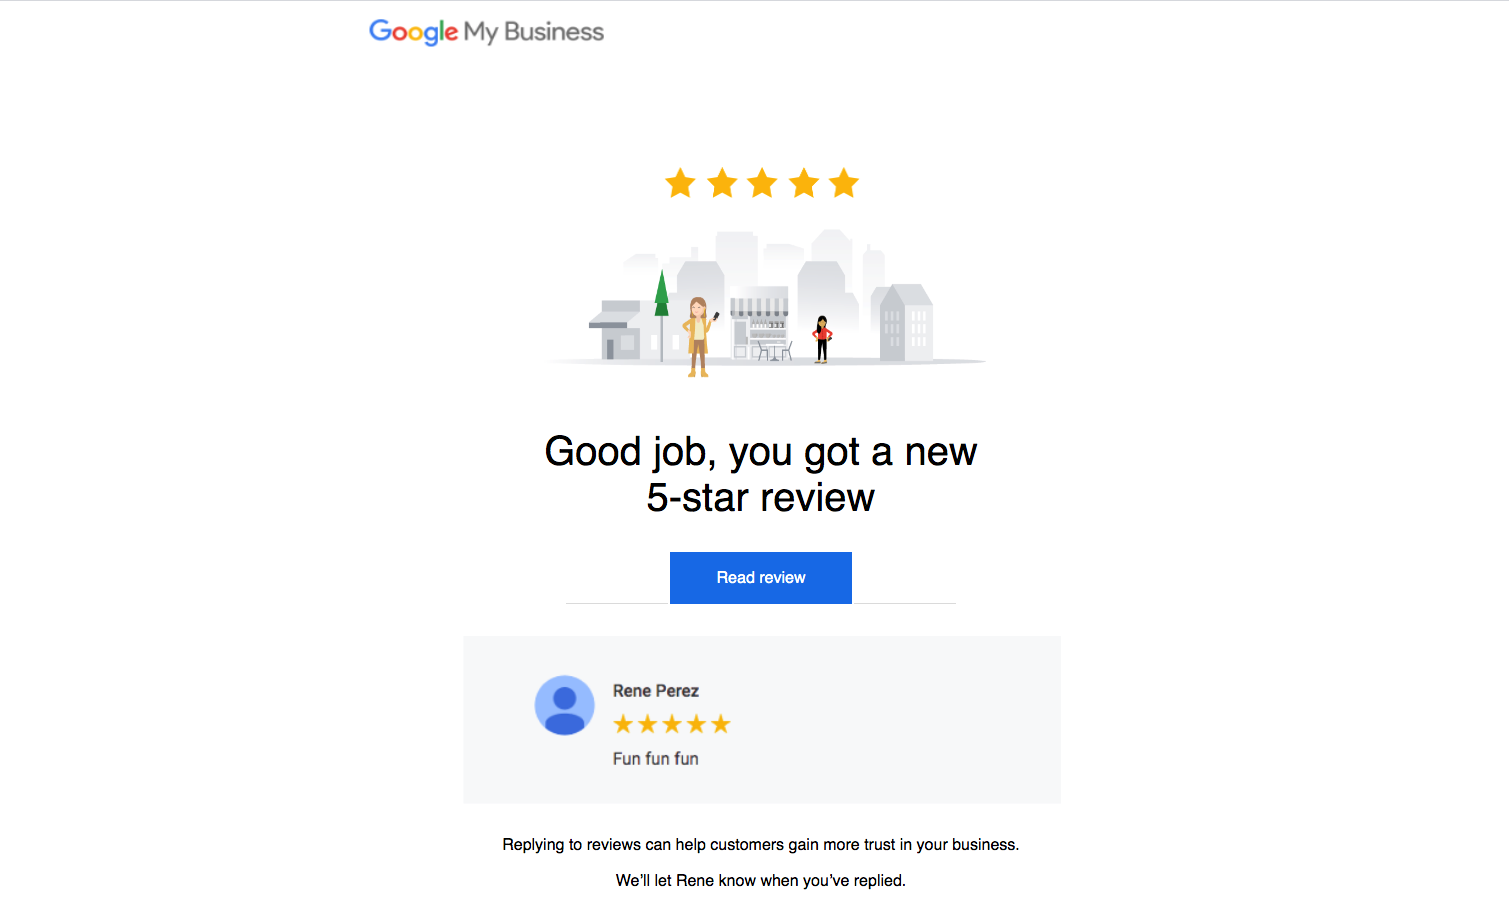 Google My Business
Good job, you got a new
5-star review
Read review
Rene Perez
Fun fun fun
Replying to reviews can help customers gain more trust in your business.
We’ll let Rene know when you’ve replied.